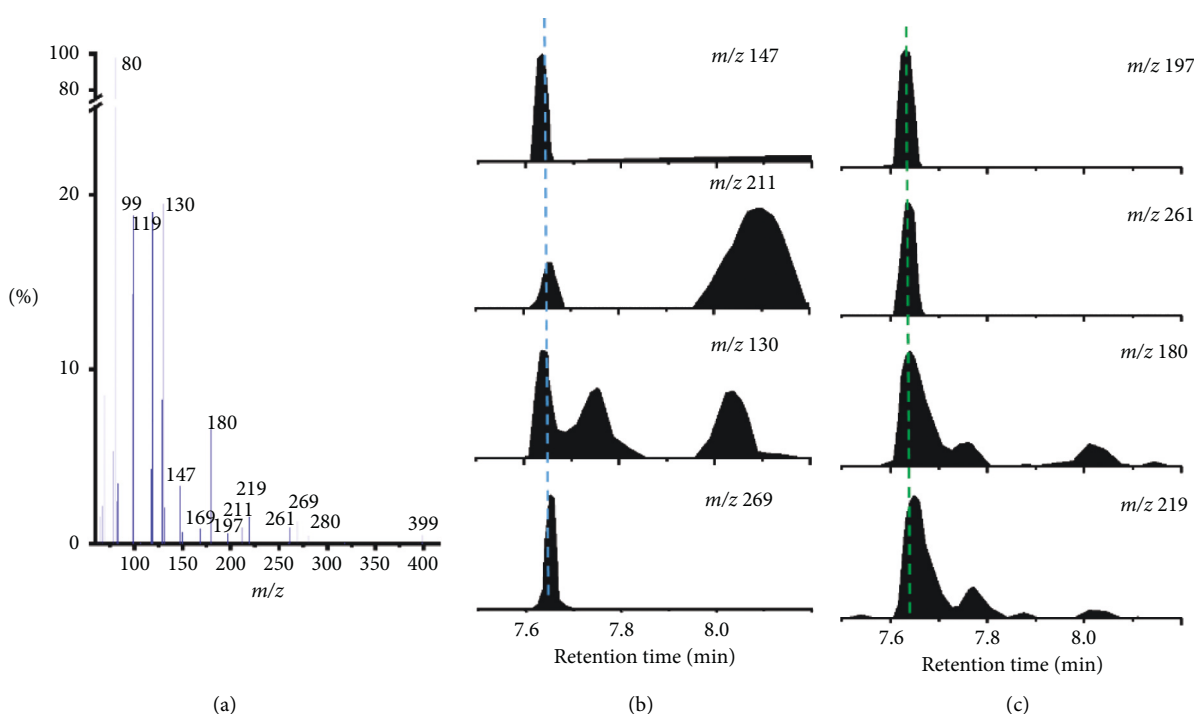 100
80
20
10
0
(%)
80
99
119
130
180
147
219
169
211
197
261
269
280
399
100 150 200 250 300 350 400
m/z
(a)
m/z 147
m/z 211
m/z 130
m/z 269
7.6 7.8 8.0
Retention time (min)
(b)
m/z 197
m/z 261
m/z 180
m/z 219
7.6 7.8 8.0
Retention time (min)
(c)